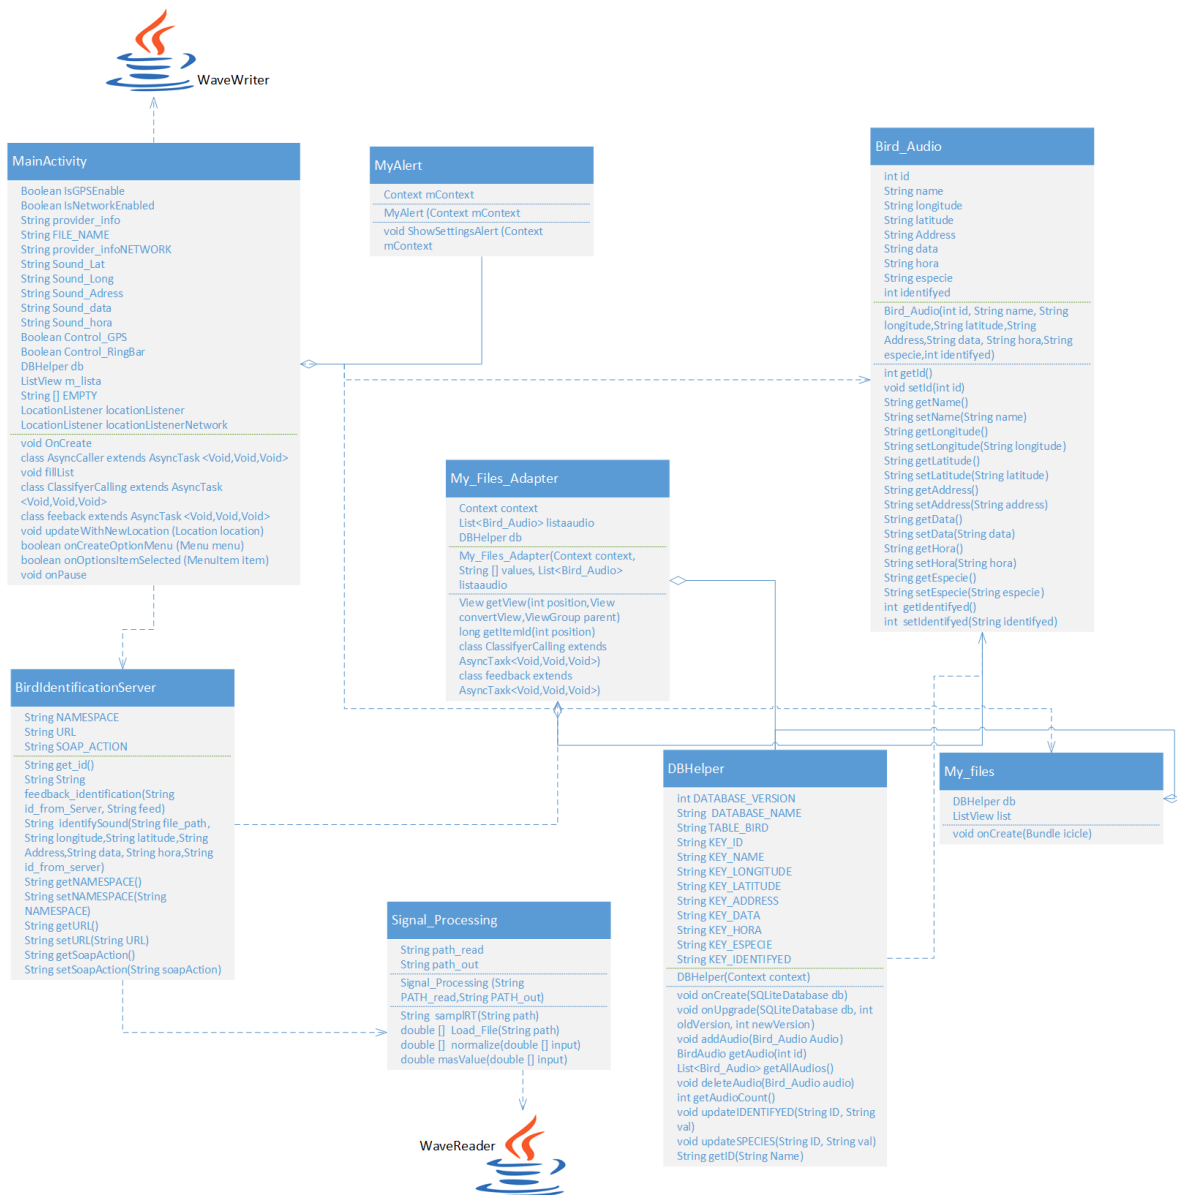 WaveWriter
MainActivity
Boolean IsGPSEnable
Boolean IsNetworkEnabled
String provider_info
String FILE_NAME
String provider_infoNETWORK
String Sound_Lat
String Sound_Long
String Sound_Adress
String Sound_data
String Sound_hora
Boolean Control_GPS
Boolean Control_RingBar
DBHelper db
ListView m_lista
String [] EMPTY
LocationListener locationListener
LocationListener locationListenerNetwork
void OnCreate
class AsyncCaller extends AsyncTask <Void,Void,Void>
void fillList
class ClassifyerCalling extends AsyncTask
<Void,Void,Void>
class feeback extends AsyncTask <Void,Void,Void>
void updateWithNewLocation (Location location)
boolean onCreateOptionMenu (Menu menu)
boolean onOptionsItemSelected (MenuItem item)
void onPause
MyAlert
Context mContext
MyAlert (Context mContext
void ShowSettingsAlert (Context
mContext
Bird_Audio
int id
String name
String longitude
String latitude
String Address
String data
String hora
String especie
int identifyed
Bird_Audio(int id, String name, String
longitude,String latitude,String
Address,String data, String hora,String
especie,int identifyed)
int getId()
void setId(int id)
String getName()
String setName(String name)
String getLongitude()
String setLongitude(String longitude)
String getLatitude()
String setLatitude(String latitude)
String getAddress()
String setAddress(String address)
String getData()
String setData(String data)
String getHora()
String setHora(String hora)
String getEspecie()
String setEspecie(String especie)
int getIdentifyed()
int setIdentifyed(String identifyed)
My_Files_Adapter
Context context
List<Bird_Audio> listaaudio
DBHelper db
My_Files_Adapter(Context context,
String [] values, List<Bird_Audio>
listaaudio
View getView(int position,View
convertView,ViewGroup parent)
long getItemId(int position)
class ClassifyerCalling extends
AsyncTaxk<Void,Void,Void>)
class feedback extends
AsyncTaxk<Void,Void,Void>)
BirdIdentificationServer
String NAMESPACE
String URL
String SOAP_ACTION
String get_id()
String String
feedback_identification(String
id_from_Server, String feed)
String identifySound(String file_path,
String longitude,String latitude,String
Address,String data, String hora,String
id_from_server)
String getNAMESPACE()
String setNAMESPACE(String
NAMESPACE)
String getURL()
String setURL(String URL)
String getSoapAction()
String setSoapAction(String soapAction)
DBHelper
int DATABASE_VERSION
String DATABASE_NAME
String TABLE_BIRD
String KEY_ID
String KEY_NAME
String KEY_LONGITUDE
String KEY_LATITUDE
String KEY_ADDRESS
String KEY_DATA
String KEY_HORA
String KEY_ESPECIE
String KEY_IDENTIFYED
DBHelper(Context context)
void onCreate(SQLiteDatabase db)
void onUpgrade(SQLiteDatabase db, int
oldVersion, int newVersion)
void addAudio(Bird_Audio Audio)
BirdAudio getAudio(int id)
List<Bird_Audio> getAllAudios()
void deleteAudio(Bird_Audio audio)
int getAudioCount()
void updateIDENTIFYED(String ID, String
val)
void updateSPECIES(String ID, String val)
String getID(String Name)
My_files
DBHelper db
ListView list
void onCreate(Bundle icicle)
Signal_Processing
String path_read
String path_out
Signal_Processing (String
PATH_read,String PATH_out)
String samplRT(String path)
double [] Load_File(String path)
double [] normalize(double [] input)
double masValue(double [] input)
WaveReader